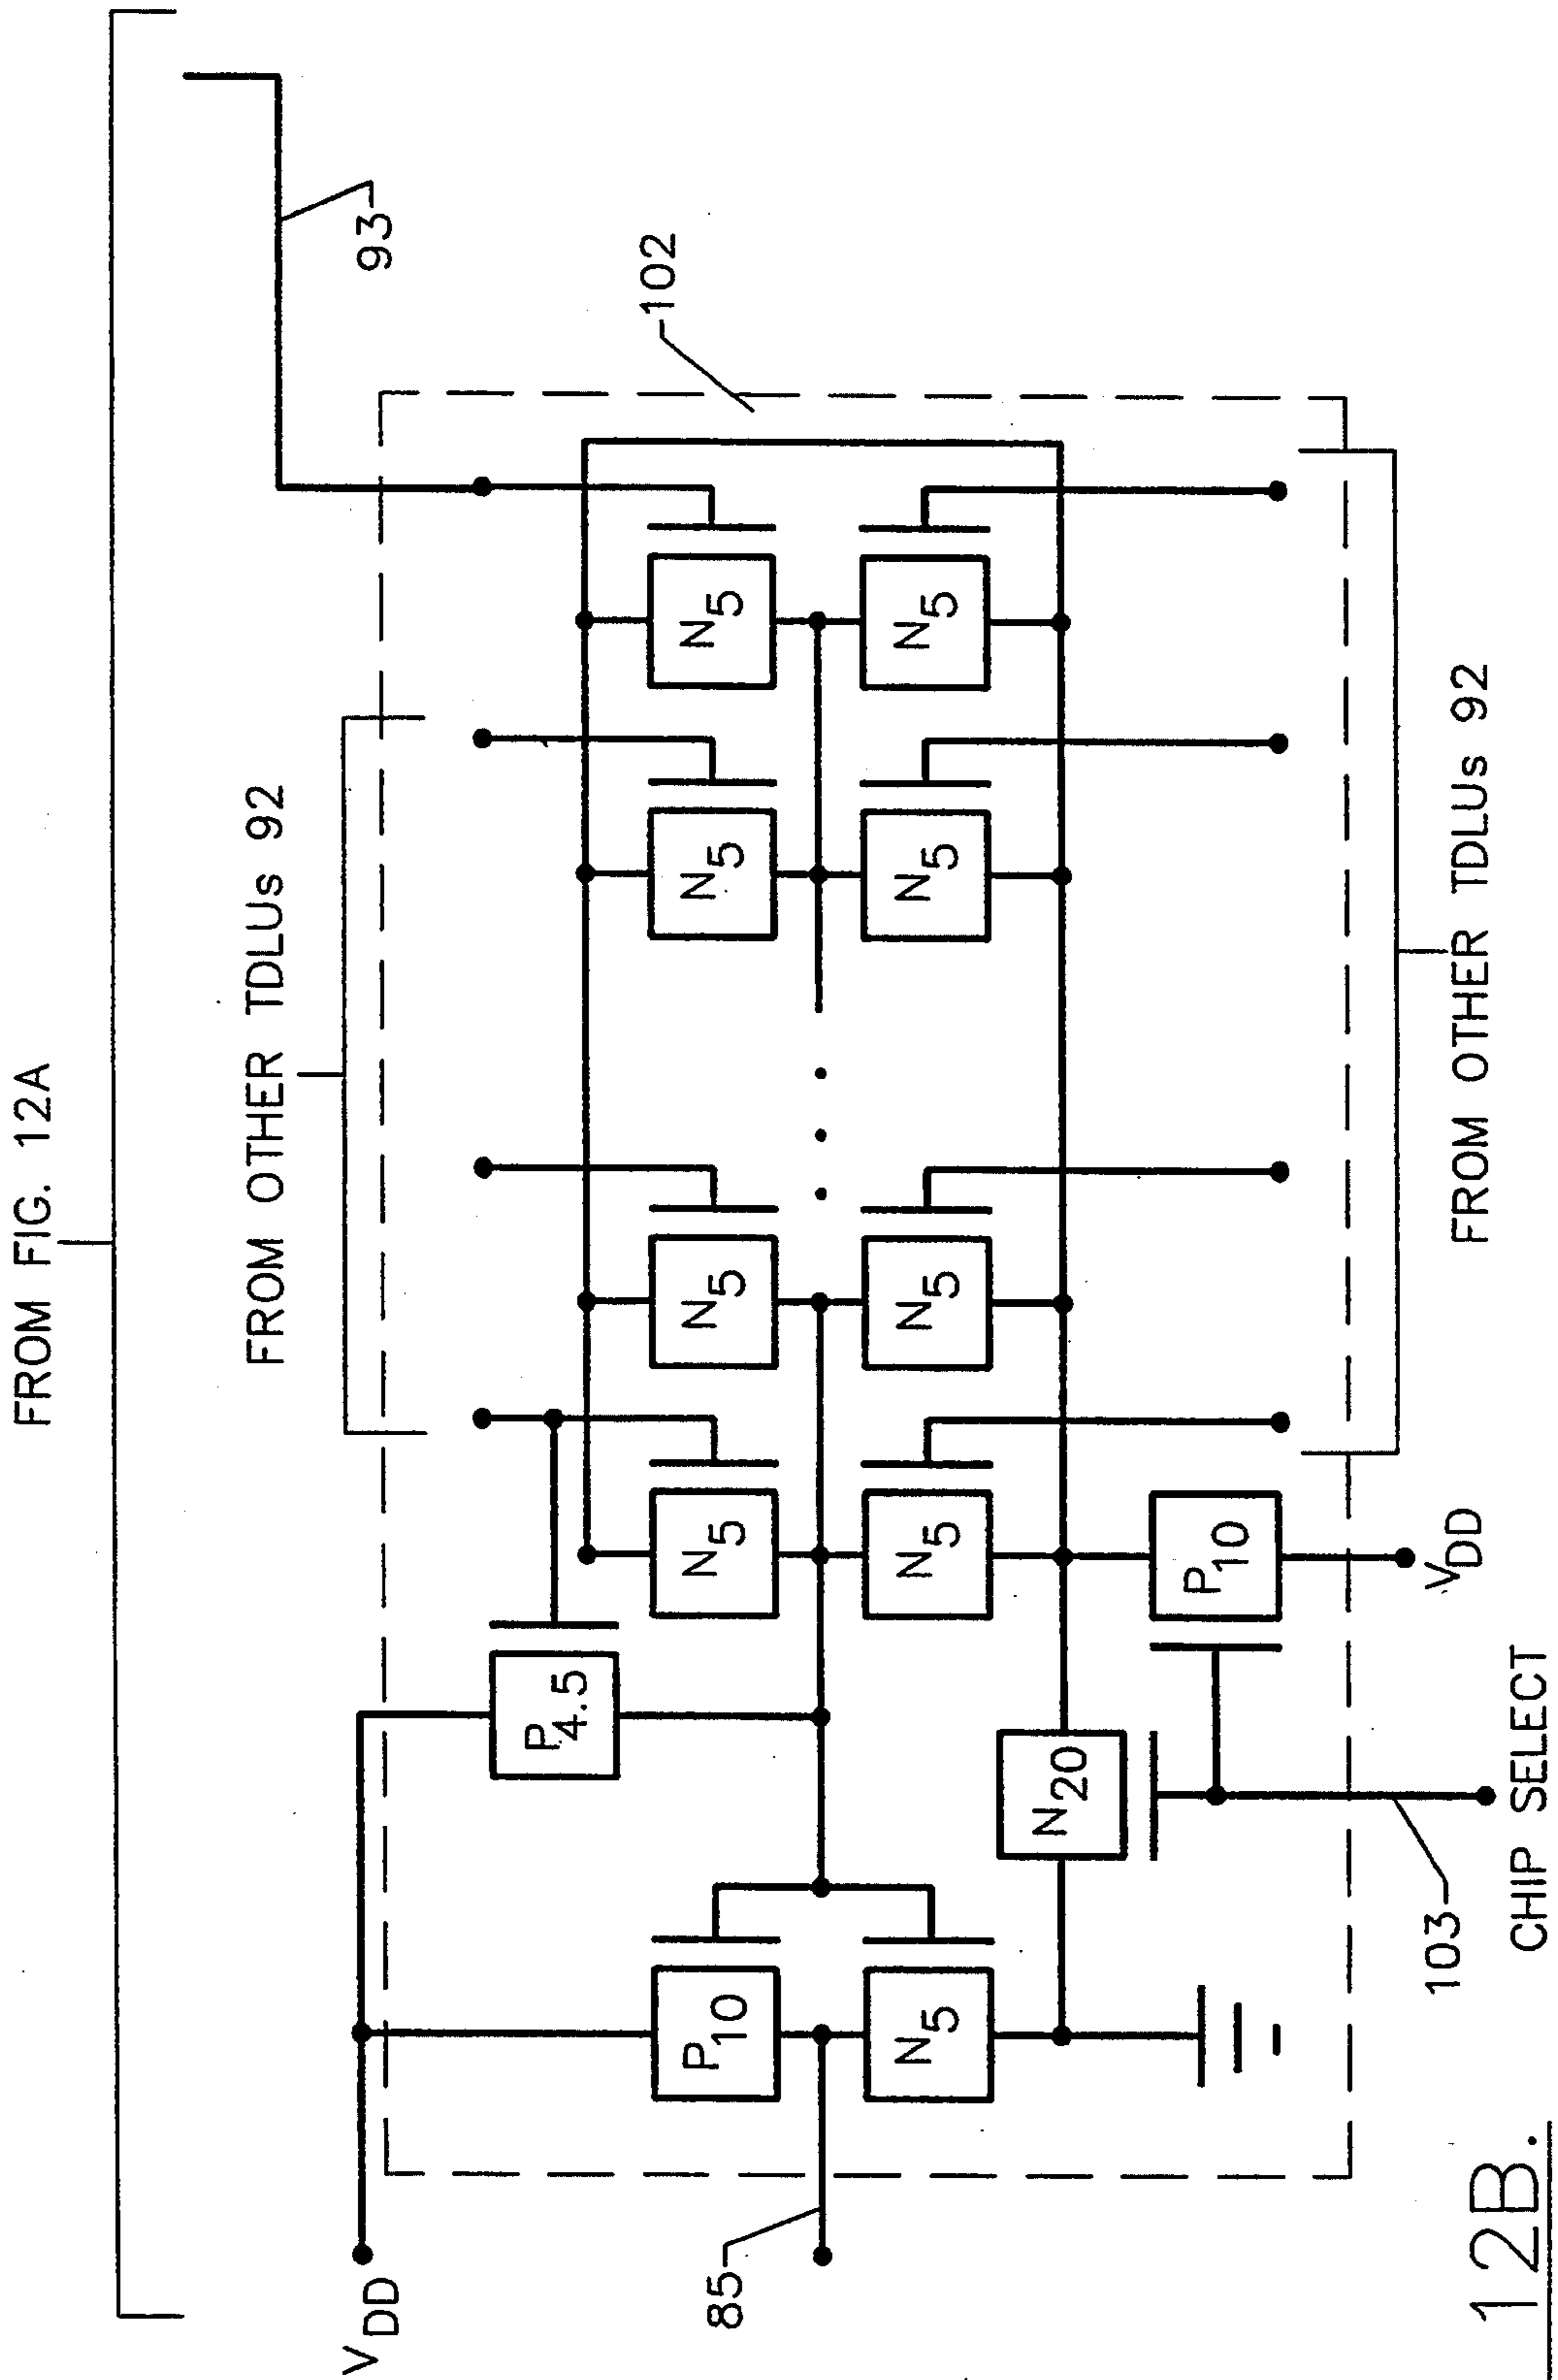 FROM FIG. 12A
93
FROM OTHER TDLUs 92
102
VDD
P4.5
N5
N5
N5
N5
P10
85
N5
N5
N5
N5
N5
N20
P10
VDD
103
CHIP SELECT
FROM OTHER TDLUs 92
12B.